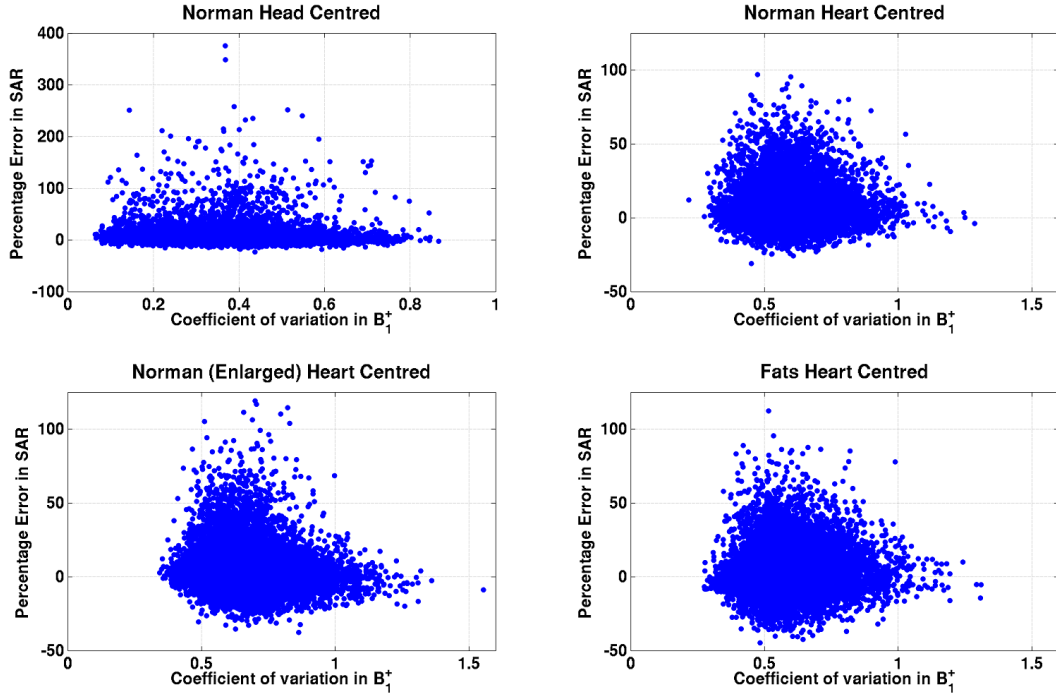 Norman Head Centred
Percentage Error in SAR
400
300
200
100
0
-100
0 0.2 0.4 0.6 0.8 1
Coefficient of variation in B₁⁺
Norman Heart Centred
Percentage Error in SAR
100
50
0
-50
0 0.5 1 1.5
Coefficient of variation in B₁⁺
Norman (Enlarged) Heart Centred
Percentage Error in SAR
100
50
0
-50
0 0.5 1 1.5
Coefficient of variation in B₁⁺
Fats Heart Centred
Percentage Error in SAR
100
50
0
-50
0 0.5 1 1.5
Coefficient of variation in B₁⁺